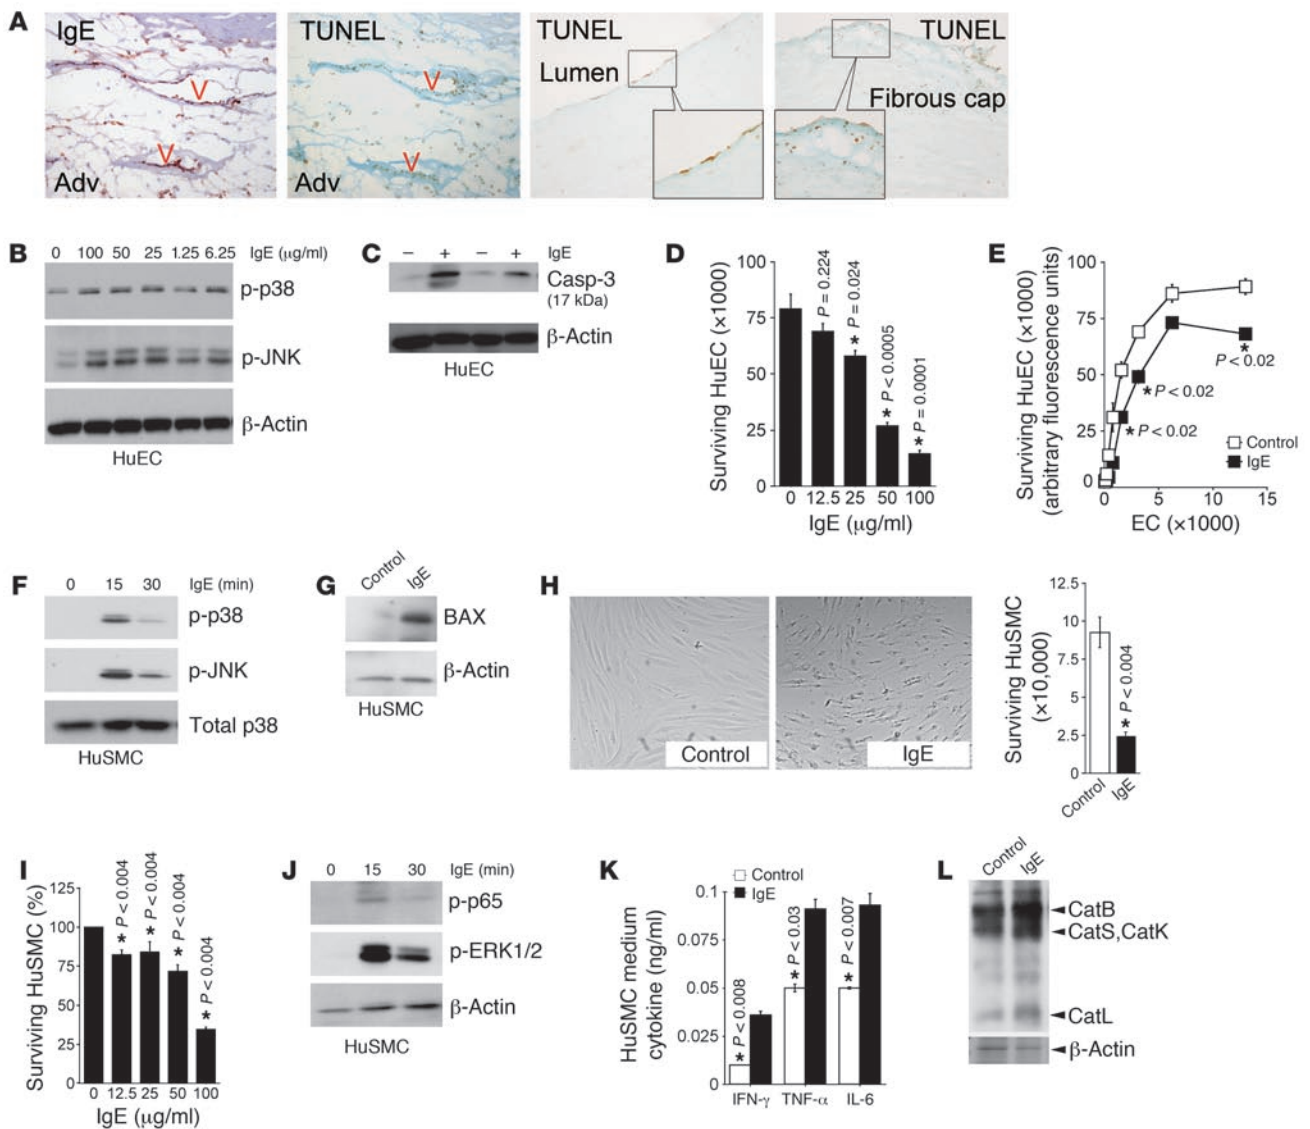 A
IgE
V
V
Adv
TUNEL
V
V
Adv
TUNEL
Lumen
TUNEL
Fibrous cap
B
0 100 50 25 1.25 6.25 IgE (μg/ml)
p-p38
p-JNK
β-Actin
HuEC
C
– + – + IgE
Casp-3
(17 kDa)
β-Actin
HuEC
D
Surviving HuEC (×1000)
100
75
50
25
0
P = 0.224
* P = 0.024
* P < 0.0005
* P = 0.0001
0 12.5 25 50 100
IgE (μg/ml)
E
Surviving HuEC (×1000)
(arbitrary fluorescence units)
100
75
50
25
0
*
P < 0.02
* P < 0.02
* P < 0.02
Control
IgE
0 5 10 15
EC (×1000)
F
0 15 30 IgE (min)
p-p38
p-JNK
Total p38
HuSMC
G
Control IgE
BAX
β-Actin
HuSMC
H
Control
IgE
Surviving HuSMC
(×10,000)
12.5
10
7.5
5
2.5
0
* P < 0.004
Control IgE
I
Surviving HuSMC (%)
125
100
75
50
25
0
* P < 0.004
* P < 0.004
* P < 0.004
* P < 0.004
0 12.5 25 50 100
IgE (μg/ml)
J
0 15 30 IgE (min)
p-p65
p-ERK1/2
β-Actin
HuSMC
K
Control
IgE
HuSMC medium
cytokine (ng/ml)
0.1
0.075
0.05
0.025
0
* P < 0.008
* P < 0.03
* P < 0.007
IFN-γ TNF-α IL-6
L
Control IgE
CatB
CatS,CatK
CatL
β-Actin